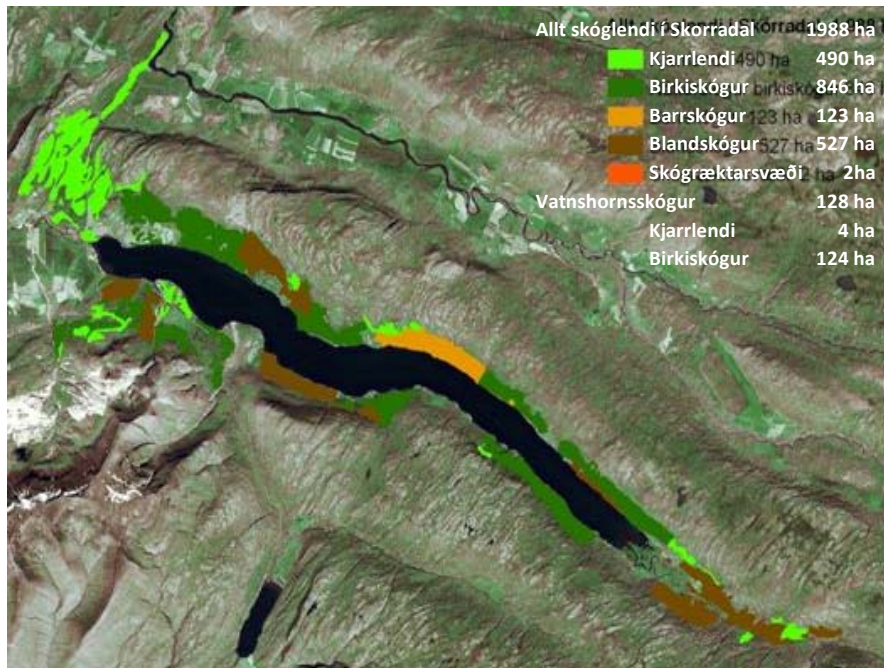 Allt skóglendi í Skorradal 1988 ha
Kjarrlendi 490 ha
Birkiskógur 846 ha
Barrskógur 123 ha
Blandskógur 527 ha
Skógræktarsvæði 2ha
Vatnshornsskógur 128 ha
Kjarrlendi 4 ha
Birkiskógur 124 ha